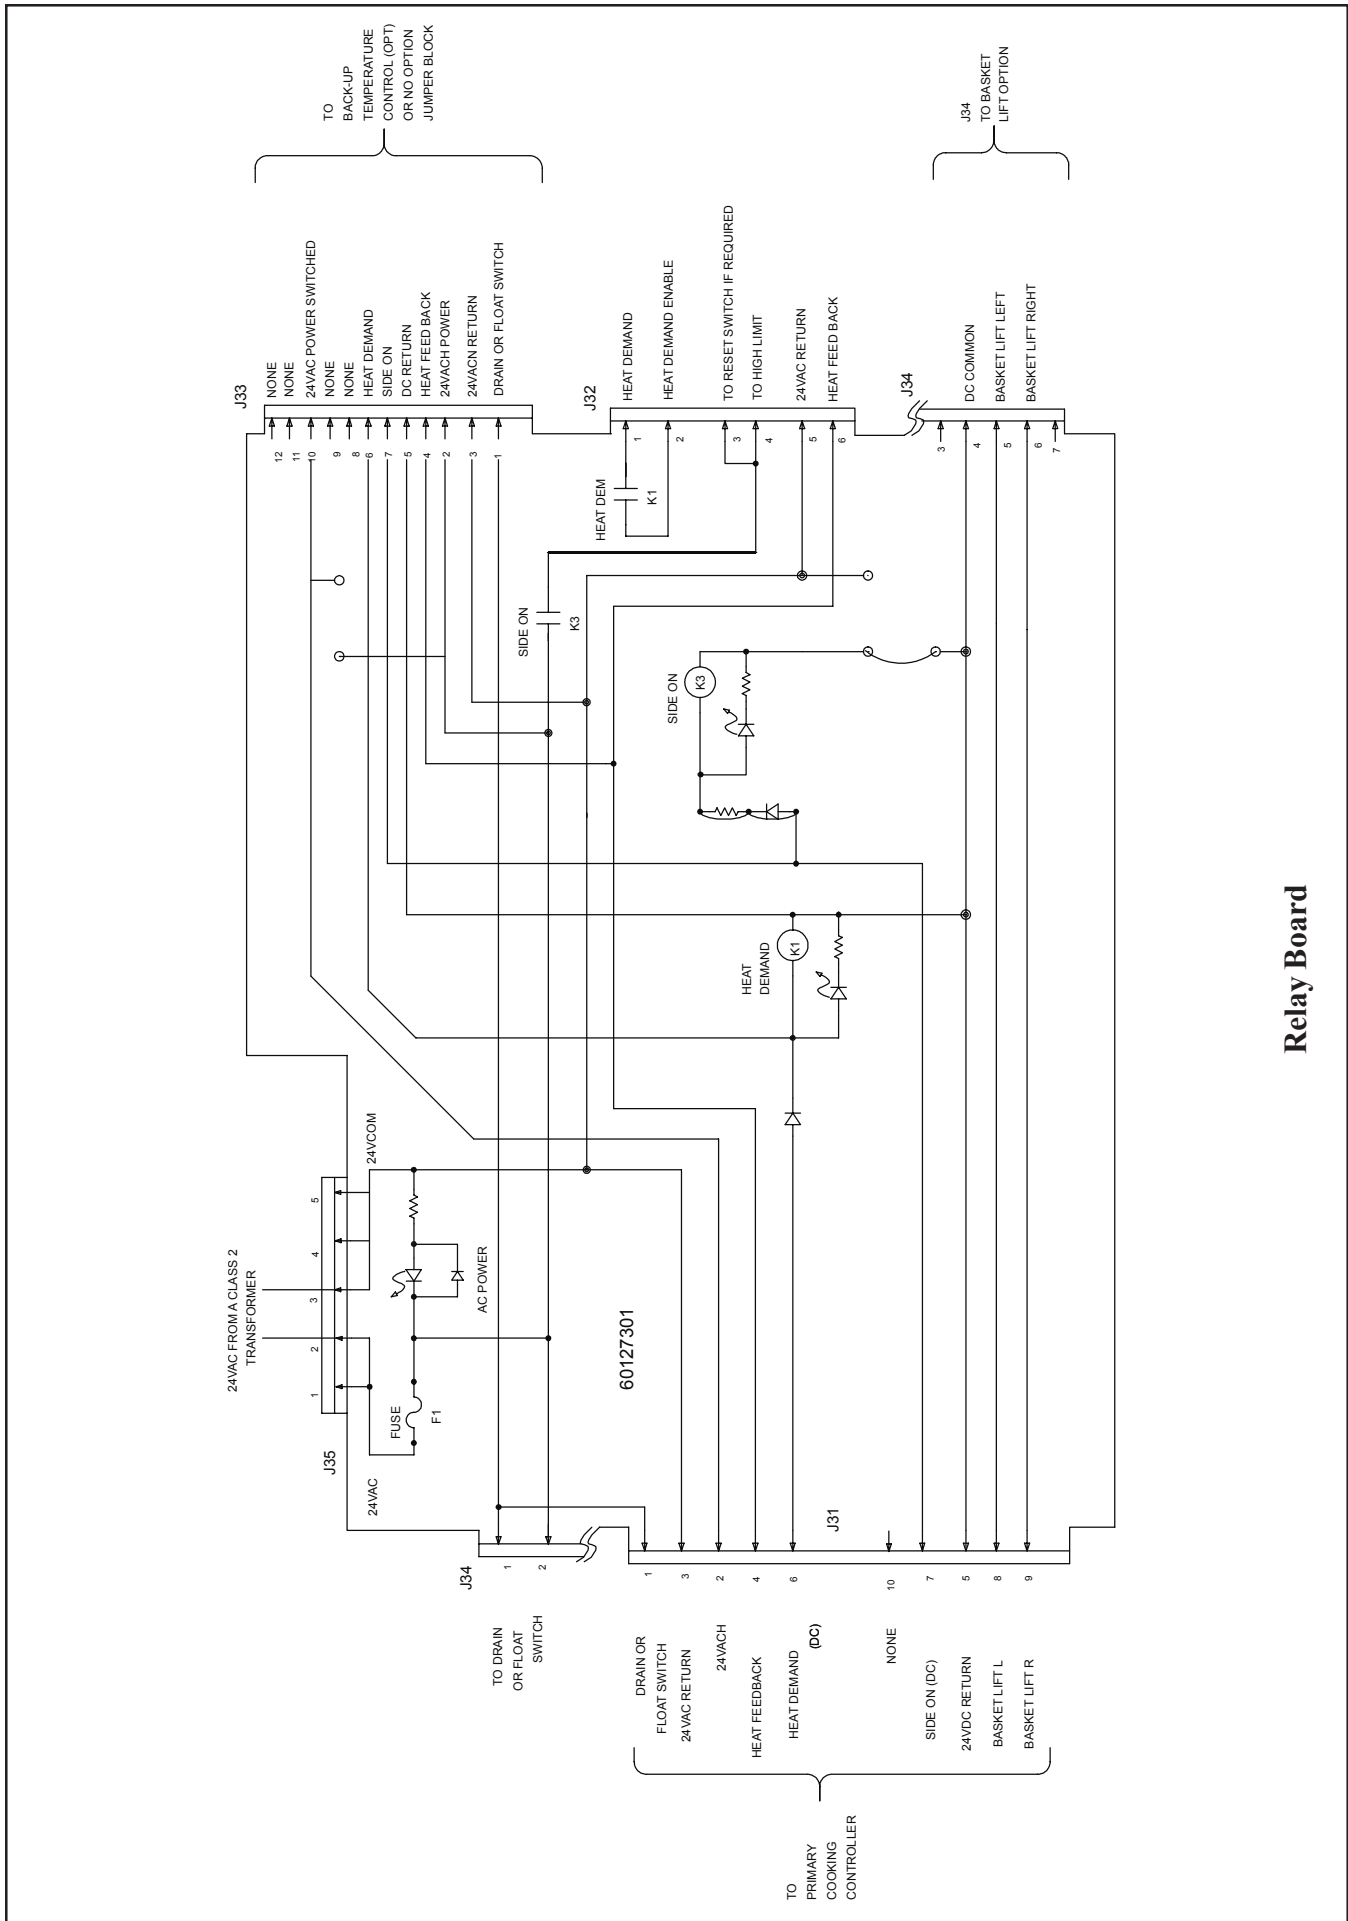 TO
BACK-UP
TEMPERATURE
CONTROL (OPT)
OR NO OPTION
JUMPER BLOCK
J34
TO BASKET
LIFT OPTION
J33
NONE
NONE
24VAC POWER SWITCHED
NONE
NONE
HEAT DEMAND
SIDE ON
DC RETURN
HEAT FEED BACK
24VACH POWER
24VACN RETURN
DRAIN OR FLOAT SWITCH
12
11
10
9
8
6
7
5
4
2
3
1
J32
HEAT DEMAND
HEAT DEMAND ENABLE
TO RESET SWITCH IF REQUIRED
TO HIGH LIMIT
24VAC RETURN
HEAT FEED BACK
1
2
3
4
5
6
J34
DC COMMON
BASKET LIFT LEFT
BASKET LIFT RIGHT
3
4
5
6
7
HEAT DEM
K1
SIDE ON
K3
SIDE ON
K3
HEAT
DEMAND
K1
24VAC FROM A CLASS 2
TRANSFORMER
24VCOM
5
4
3
2
1
J35
24VAC
FUSE
F1
AC POWER
60127301
J34
1
2
TO DRAIN
OR FLOAT
SWITCH
J31
1
3
2
4
6
10
7
5
8
9
DRAIN OR
FLOAT SWITCH
24VAC RETURN
24VACH
HEAT FEEDBACK
HEAT DEMAND
(DC)
NONE
SIDE ON (DC)
24VDC RETURN
BASKET LIFT L
BASKET LIFT R
TO
PRIMARY
COOKING
CONTROLLER
Relay Board